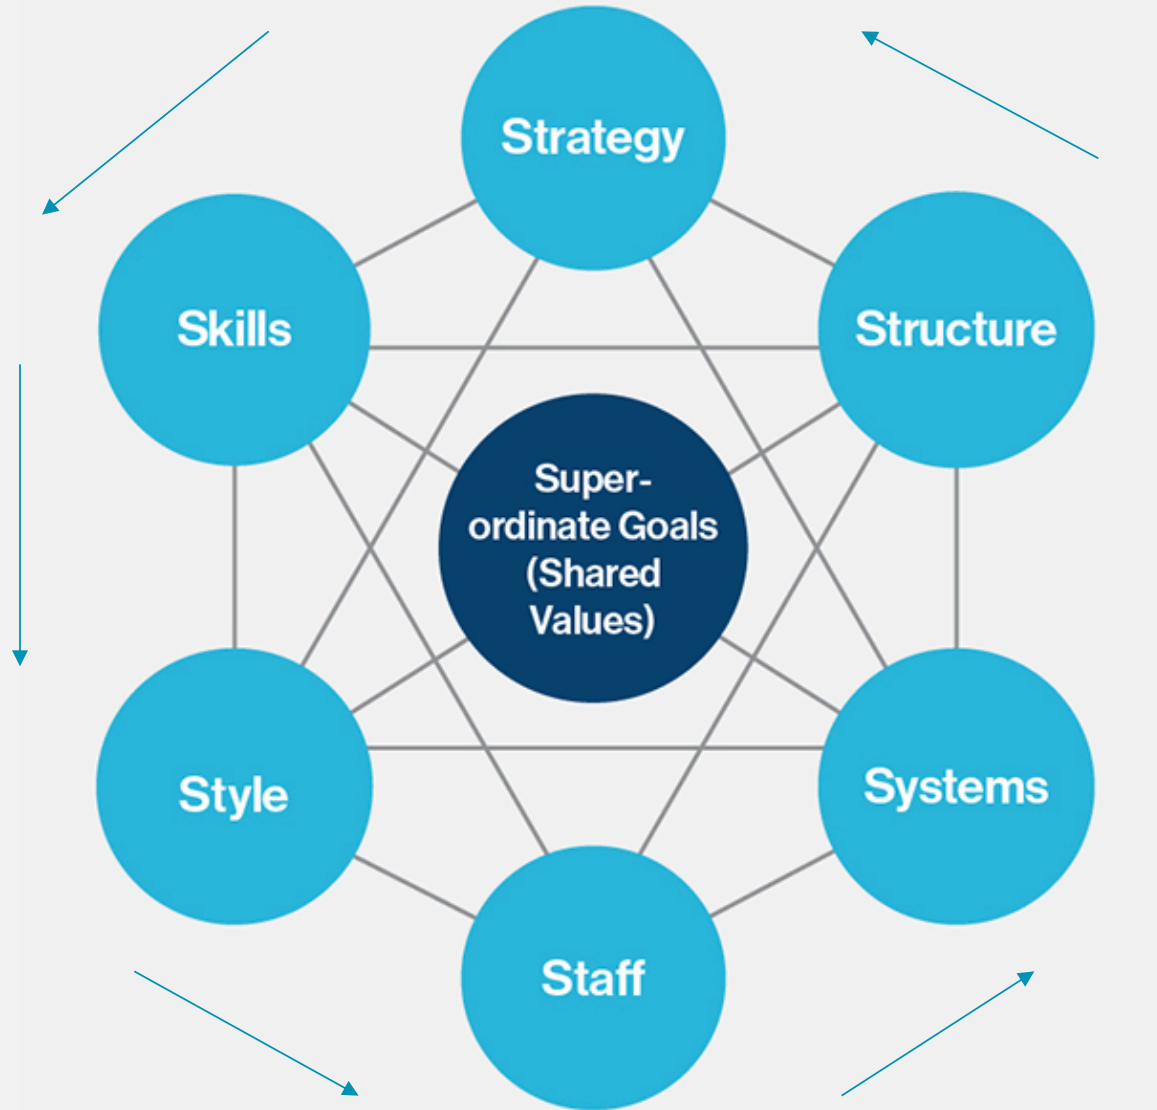 Strategy
Skills
Structure
Super-
ordinate Goals
(Shared
Values)
Style
Systems
Staff